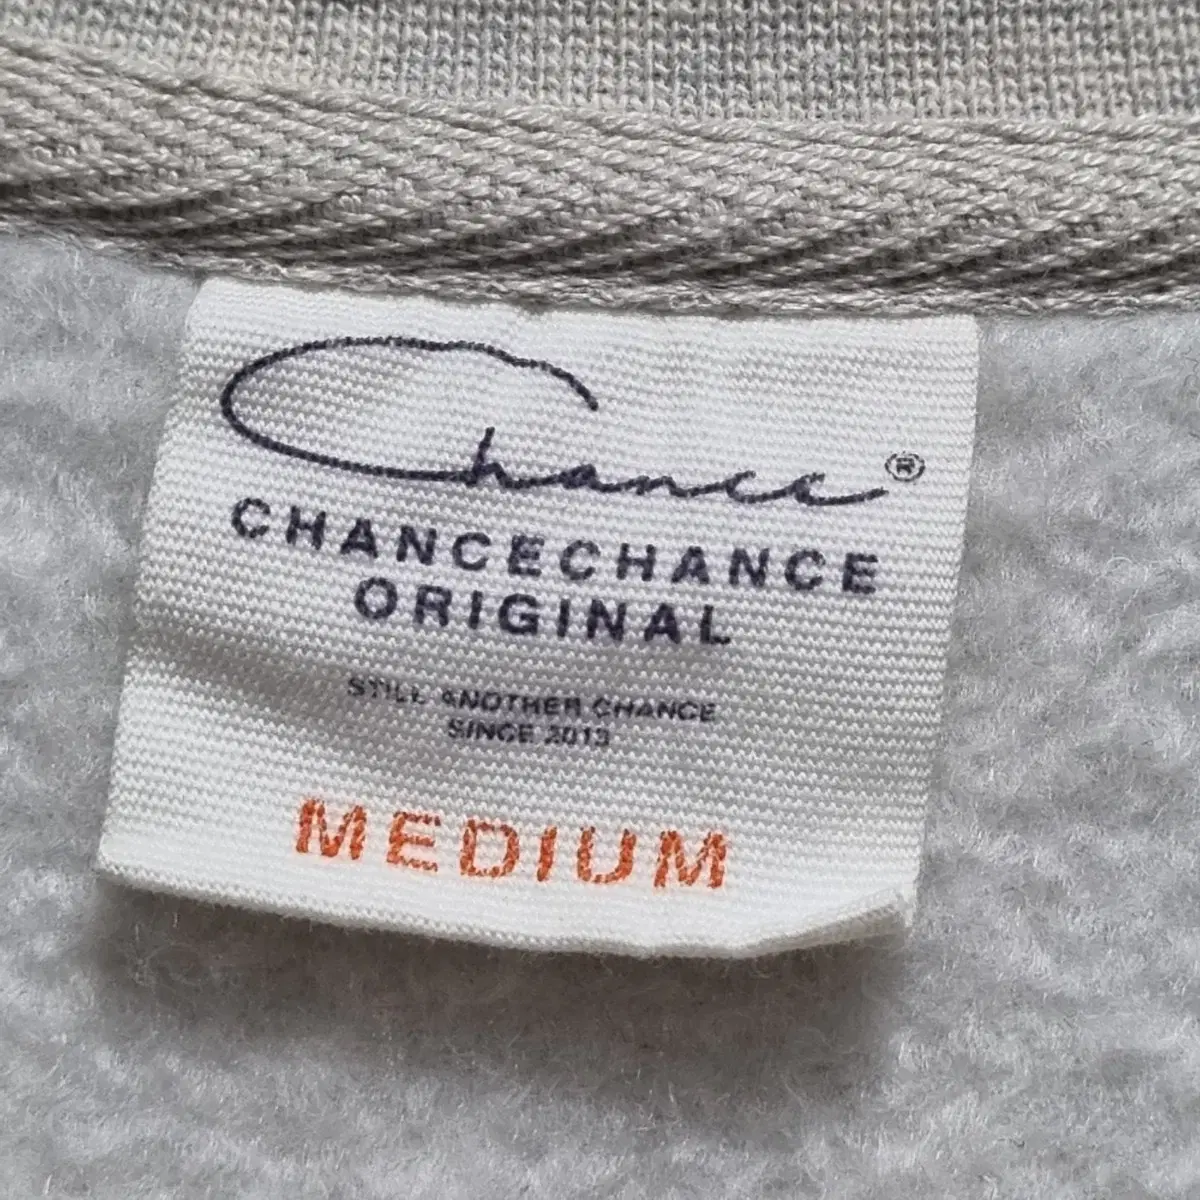 Chance®
CHANCECHANCE
ORIGINAL
STILL ANOTHER CHANCE
SINCE 2013
MEDIUM